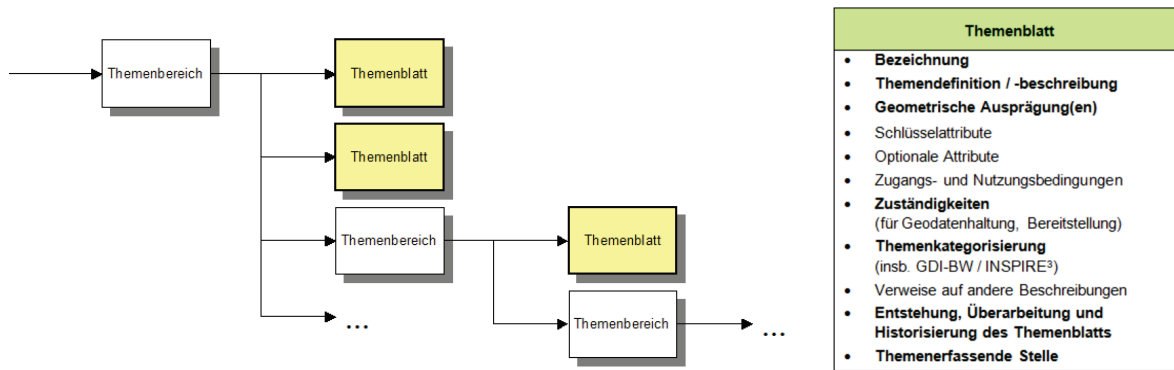 Themenbereich
Themenblatt
Themenblatt
Themenbereich
Themenblatt
...
Themenbereich
...
Themenblatt
• Bezeichnung
• Themendefinition / -beschreibung
• Geometrische Ausprägung(en)
• Schlüsselattribute
• Optionale Attribute
• Zugangs- und Nutzungsbedingungen
• Zuständigkeiten
(für Geodatenhaltung, Bereitstellung)
• Themenkategorisierung
(insb. GDI-BW / INSPIRE³)
• Verweise auf andere Beschreibungen
• Entstehung, Überarbeitung und
Historisierung des Themenblatts
• Themenerfassende Stelle